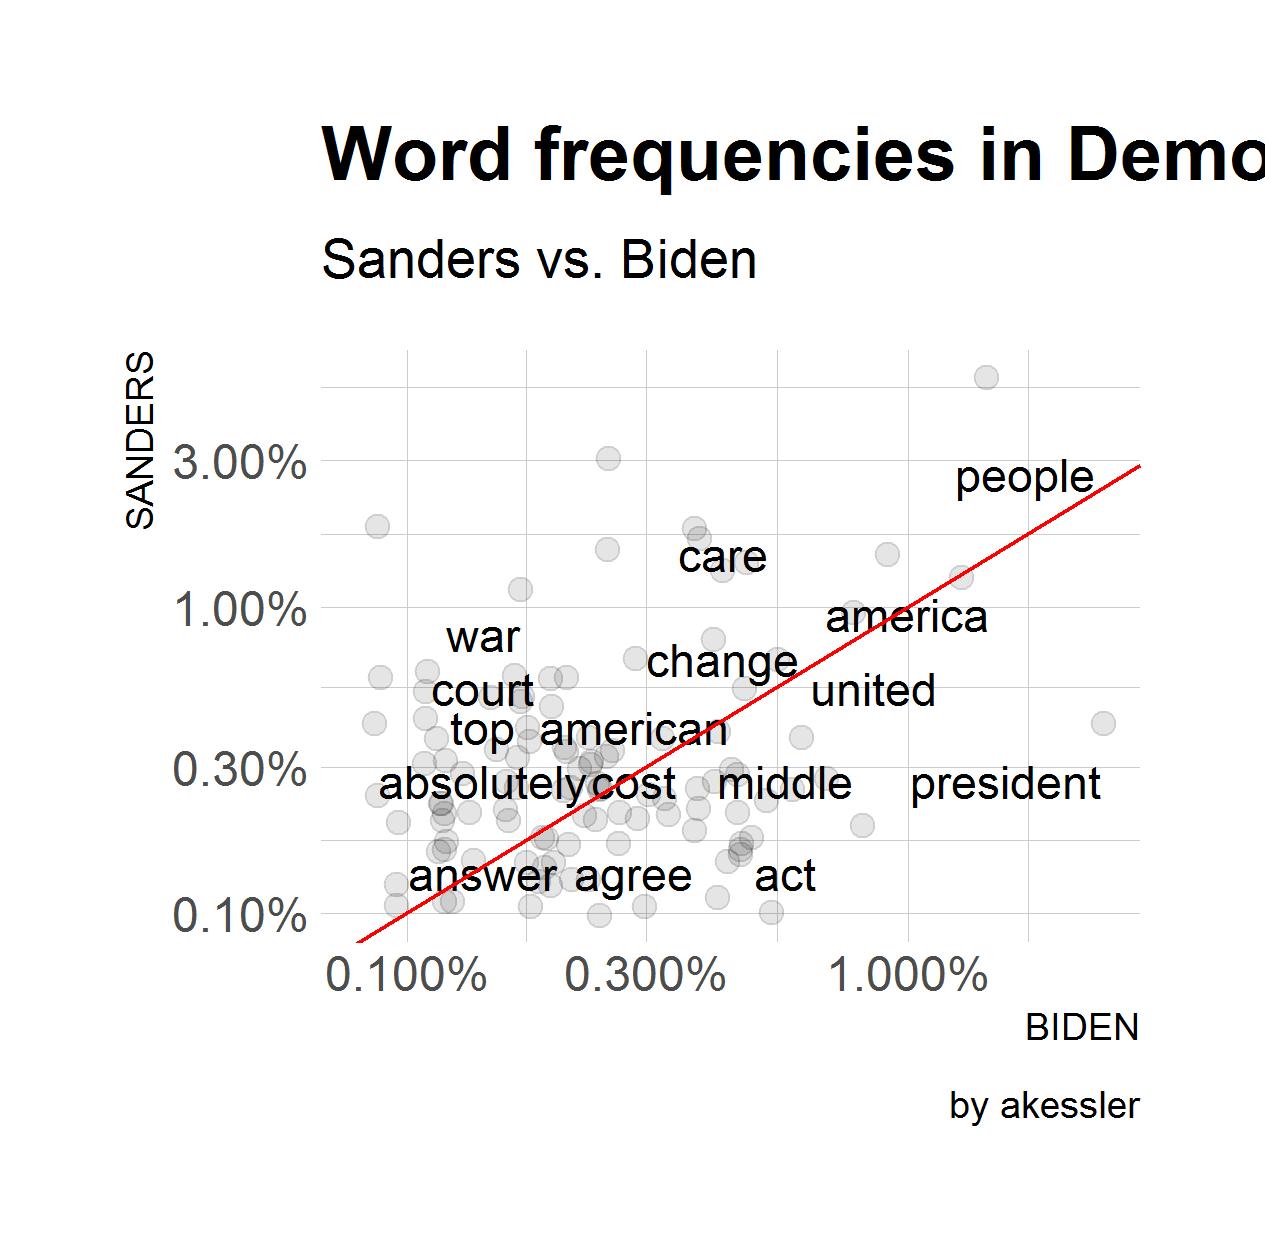 Word frequencies in Demo
Sanders vs. Biden
SANDERS
3.00%
1.00%
0.30%
0.10%
people
care
america
war
change
court
united
top american
absolutely cost middle president
answer agree act
0.100% 0.300% 1.000%
BIDEN
by akessler